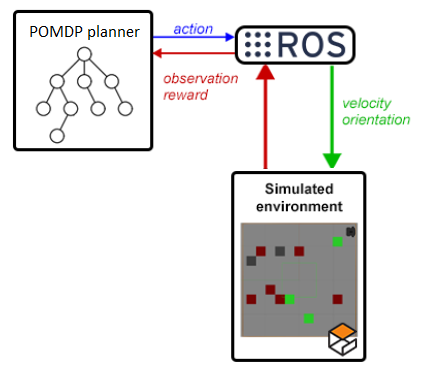 POMDP planner
action
ROS
observation
reward
velocity
orientation
Simulated
environment